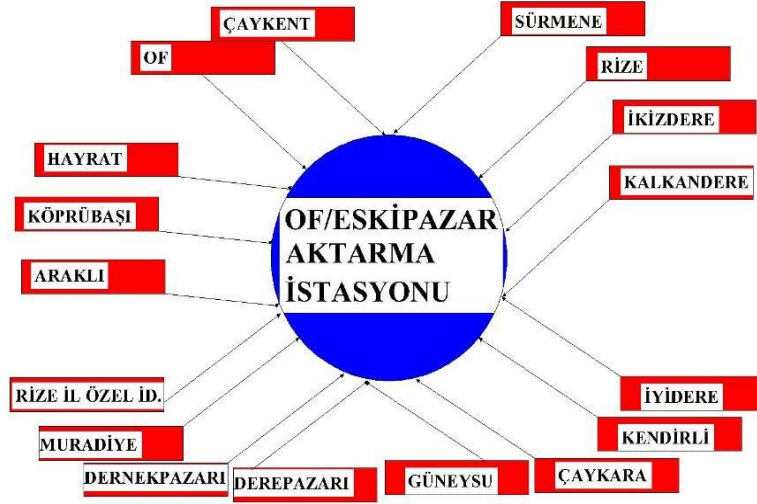 ÇAYKENT
SÜRMENE
OF
RİZE
İKİZDERE
HAYRAT
KALKANDERE
KÖPRÜBAŞI
OF/ESKİPAZAR
AKTARMA
İSTASYONU
ARAKLI
RİZE İL ÖZEL İD.
İYİDERE
MURADİYE
KENDİRLİ
DERNEKPAZARI
DEREPAZARI
GÜNEYSU
ÇAYKARA